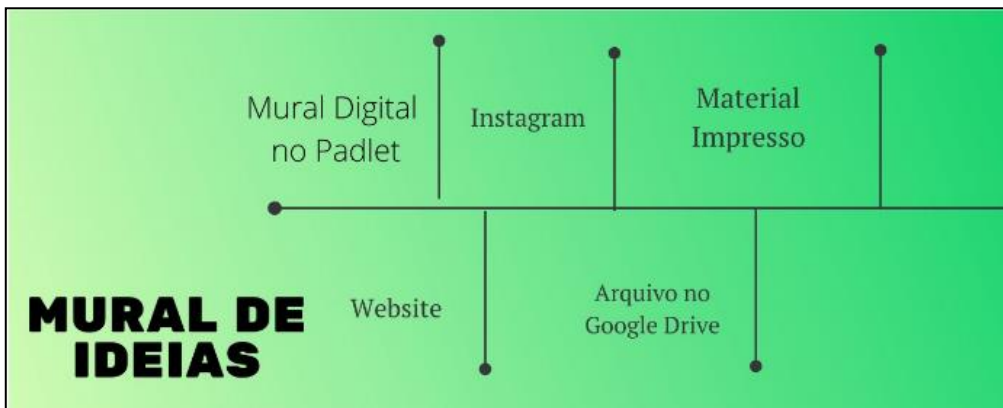 Mural Digital
no Padlet
Instagram
Material
Impresso
Website
Arquivo no
Google Drive
MURAL DE
IDEIAS